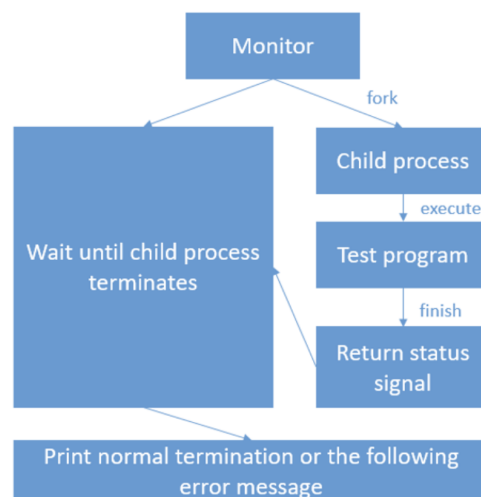 Monitor
fork
Child process
execute
Wait until child process
terminates
Test program
finish
Return status
signal
Print normal termination or the following
error message